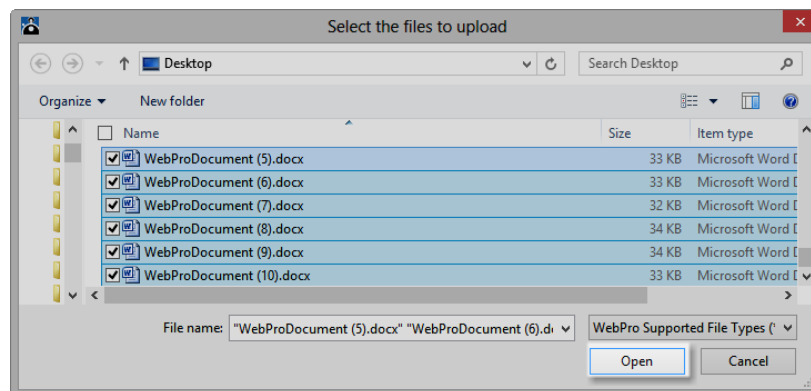 Select the files to upload
Desktop
Search Desktop
Organize New folder
Name Size Item type
WebProDocument (5).docx 33 KB Microsoft Word D
WebProDocument (6).docx 33 KB Microsoft Word D
WebProDocument (7).docx 32 KB Microsoft Word D
WebProDocument (8).docx 34 KB Microsoft Word D
WebProDocument (9).docx 34 KB Microsoft Word D
WebProDocument (10).docx 33 KB Microsoft Word D
File name: "WebProDocument (5).docx" "WebProDocument (6).d WebPro Supported File Types (
Open Cancel